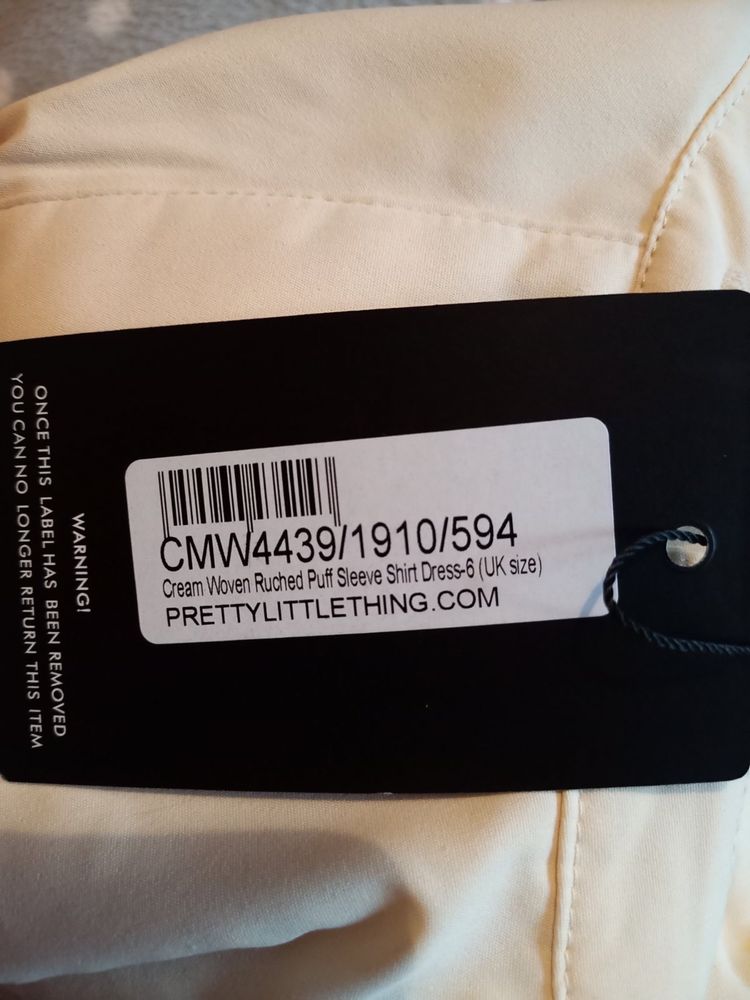 CMW4439/1910/594
Cream Woven Ruched Puff Sleeve Shirt Dress-6 (UK size)
PRETTYLITTLETHING.COM
WARNING!
ONCE THIS LABEL HAS BEEN REMOVED
YOU CAN NO LONGER RETURN THIS ITEM